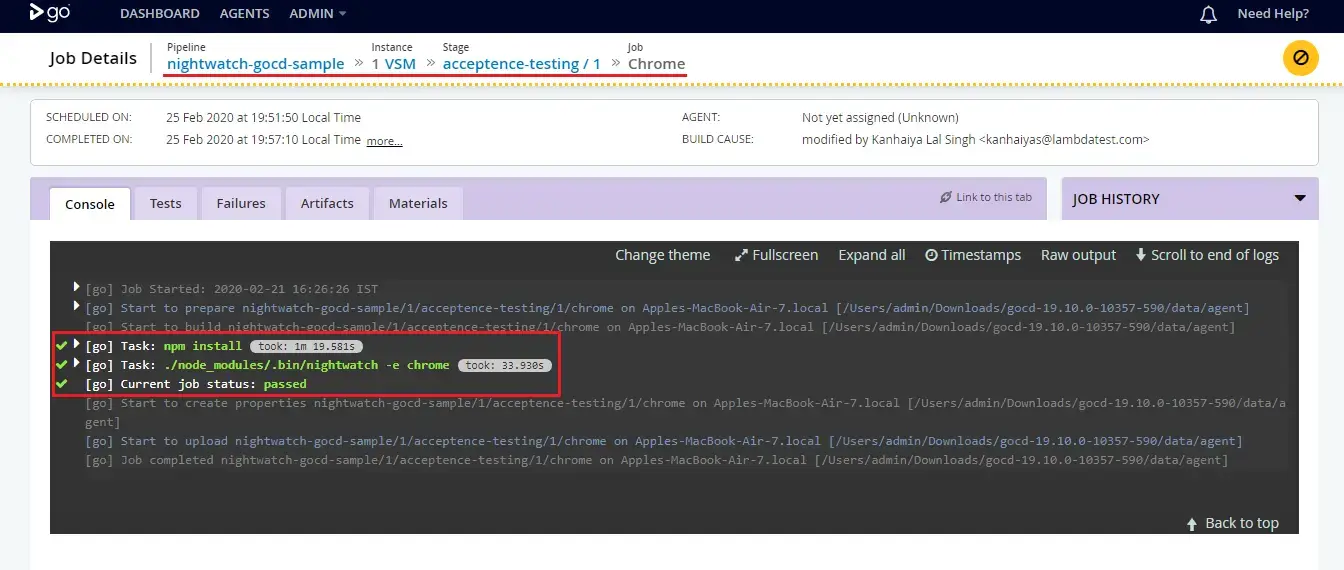 go DASHBOARD AGENTS ADMIN Need Help?
Job Details
Pipeline Instance Stage Job
nightwatch-gocd-sample » 1 VSM » acceptence-testing / 1 » Chrome
SCHEDULED ON: 25 Feb 2020 at 19:51:50 Local Time AGENT: Not yet assigned (Unknown)
COMPLETED ON: 25 Feb 2020 at 19:57:10 Local Time more... BUILD CAUSE: modified by Kanhaiya Lal Singh <kanhaiyas@lambdatest.com>
Console Tests Failures Artifacts Materials Link to this tab JOB HISTORY
Change theme Fullscreen Expand all Timestamps Raw output Scroll to end of logs
[go] Job Started: 2020-02-21 16:26:26 IST
[go] Start to prepare nightwatch-gocd-sample/1/acceptence-testing/1/chrome on Apples-MacBook-Air-7.local [/Users/admin/Downloads/gocd-19.10.0-10357-590/data/agent]
[go] Start to build nightwatch-gocd-sample/1/acceptence-testing/1/chrome on Apples-MacBook-Air-7.local [/Users/admin/Downloads/gocd-19.10.0-10357-590/data/agent]
[go] Task: npm install took: 1m 19.581s
[go] Task: ./node_modules/.bin/nightwatch -e chrome took: 33.930s
[go] Current job status: passed
[go] Start to create properties nightwatch-gocd-sample/1/acceptence-testing/1/chrome on Apples-MacBook-Air-7.local [/Users/admin/Downloads/gocd-19.10.0-10357-590/data/a
gent]
[go] Start to upload nightwatch-gocd-sample/1/acceptence-testing/1/chrome on Apples-MacBook-Air-7.local [/Users/admin/Downloads/gocd-19.10.0-10357-590/data/agent]
[go] Job completed nightwatch-gocd-sample/1/acceptence-testing/1/chrome on Apples-MacBook-Air-7.local [/Users/admin/Downloads/gocd-19.10.0-10357-590/data/agent]
Back to top